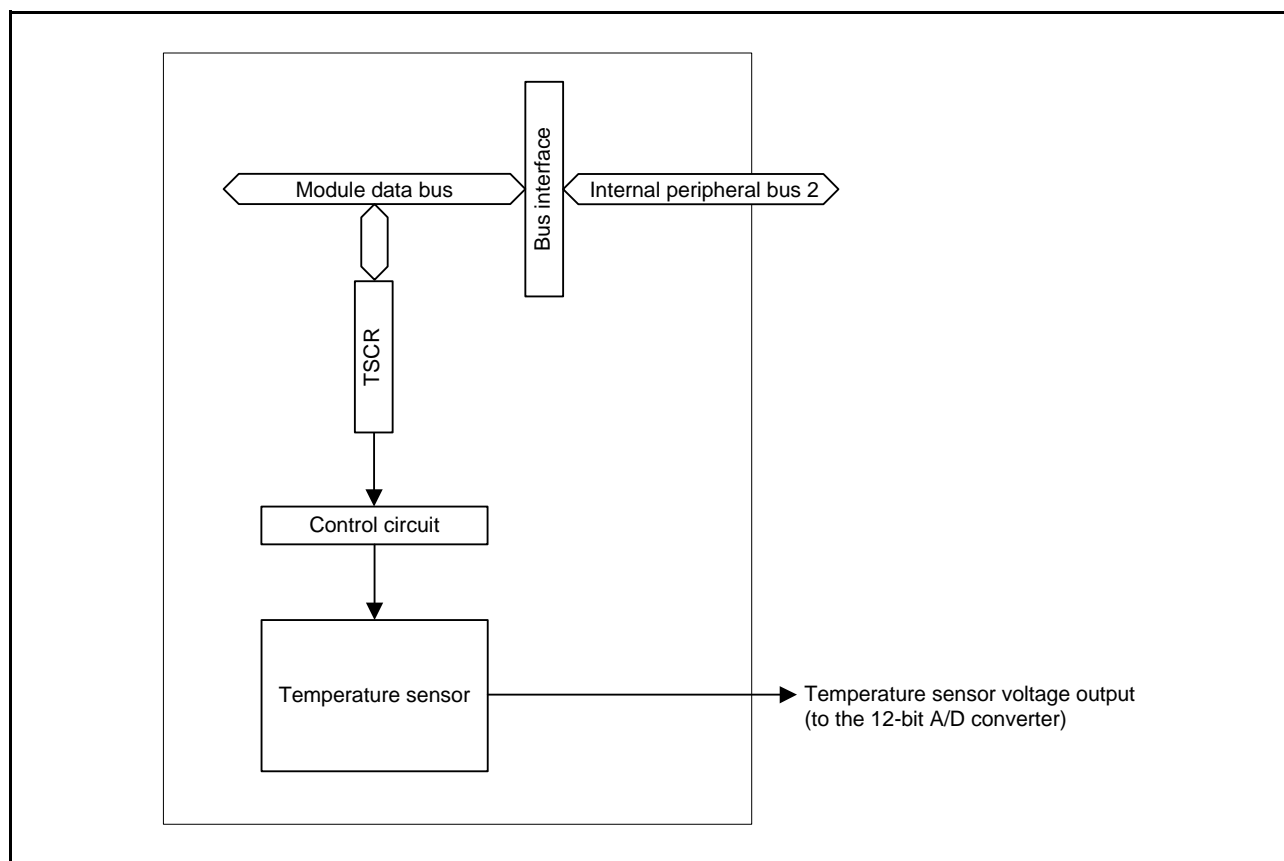 Bus interface
Module data bus
Internal peripheral bus 2
TSCR
Control circuit
Temperature sensor
Temperature sensor voltage output
(to the 12-bit A/D converter)